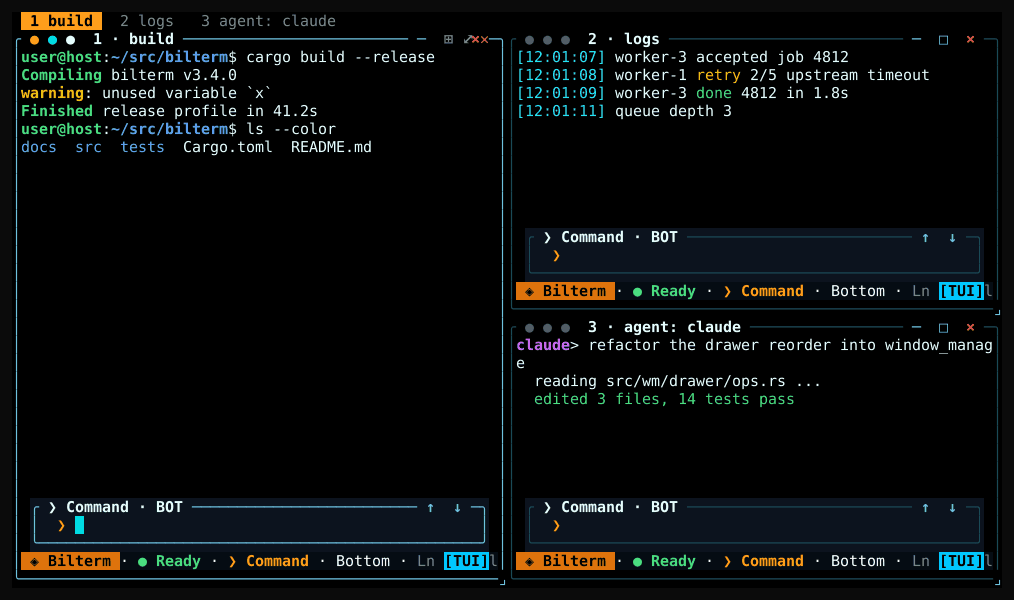 1 build  2 logs  3 agent: claude
1 · build
user@host:~/src/bilterm$ cargo build --release
Compiling bilterm v3.4.0
warning: unused variable `x`
Finished release profile in 41.2s
user@host:~/src/bilterm$ ls --color
docs  src  tests  Cargo.toml  README.md
❯ Command · BOT ↑ ↓
❯
◈ Bilterm · ● Ready · ❯ Command · Bottom · Ln [TUI]l
2 · logs
[12:01:07] worker-3 accepted job 4812
[12:01:08] worker-1 retry 2/5 upstream timeout
[12:01:09] worker-3 done 4812 in 1.8s
[12:01:11] queue depth 3
❯ Command · BOT ↑ ↓
❯
◈ Bilterm · ● Ready · ❯ Command · Bottom · Ln [TUI]l
3 · agent: claude
claude> refactor the drawer reorder into window_manag
e
reading src/wm/drawer/ops.rs ...
edited 3 files, 14 tests pass
❯ Command · BOT ↑ ↓
❯
◈ Bilterm · ● Ready · ❯ Command · Bottom · Ln [TUI]l